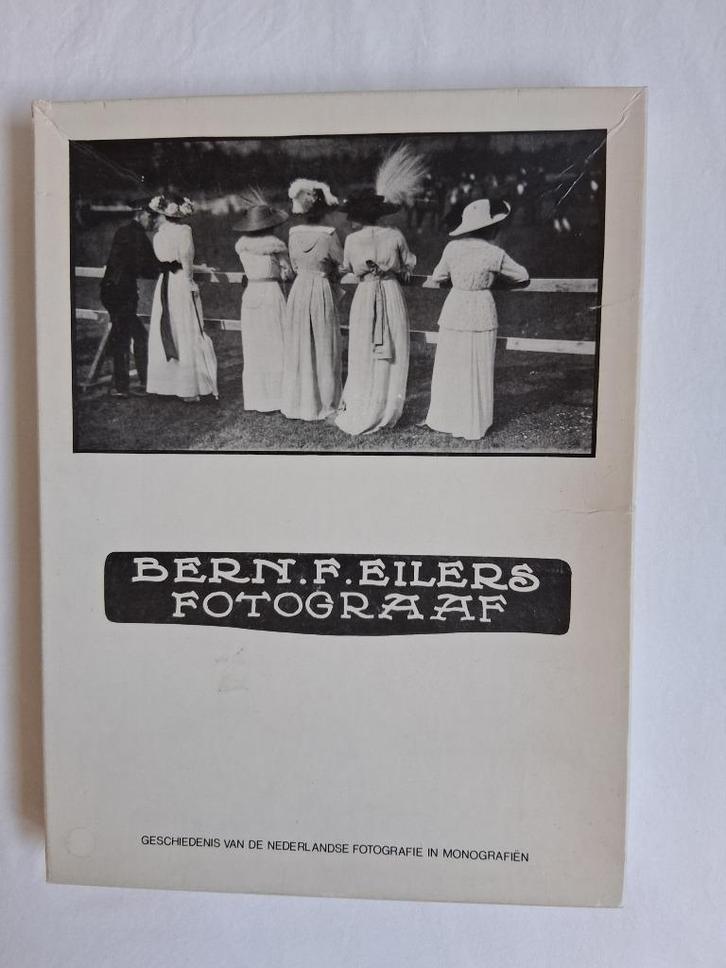 BERN.F.EILERS
FOTOGRAAF
GESCHIEDENIS VAN DE NEDERLANDSE FOTOGRAFIE IN MONOGRAFIËN